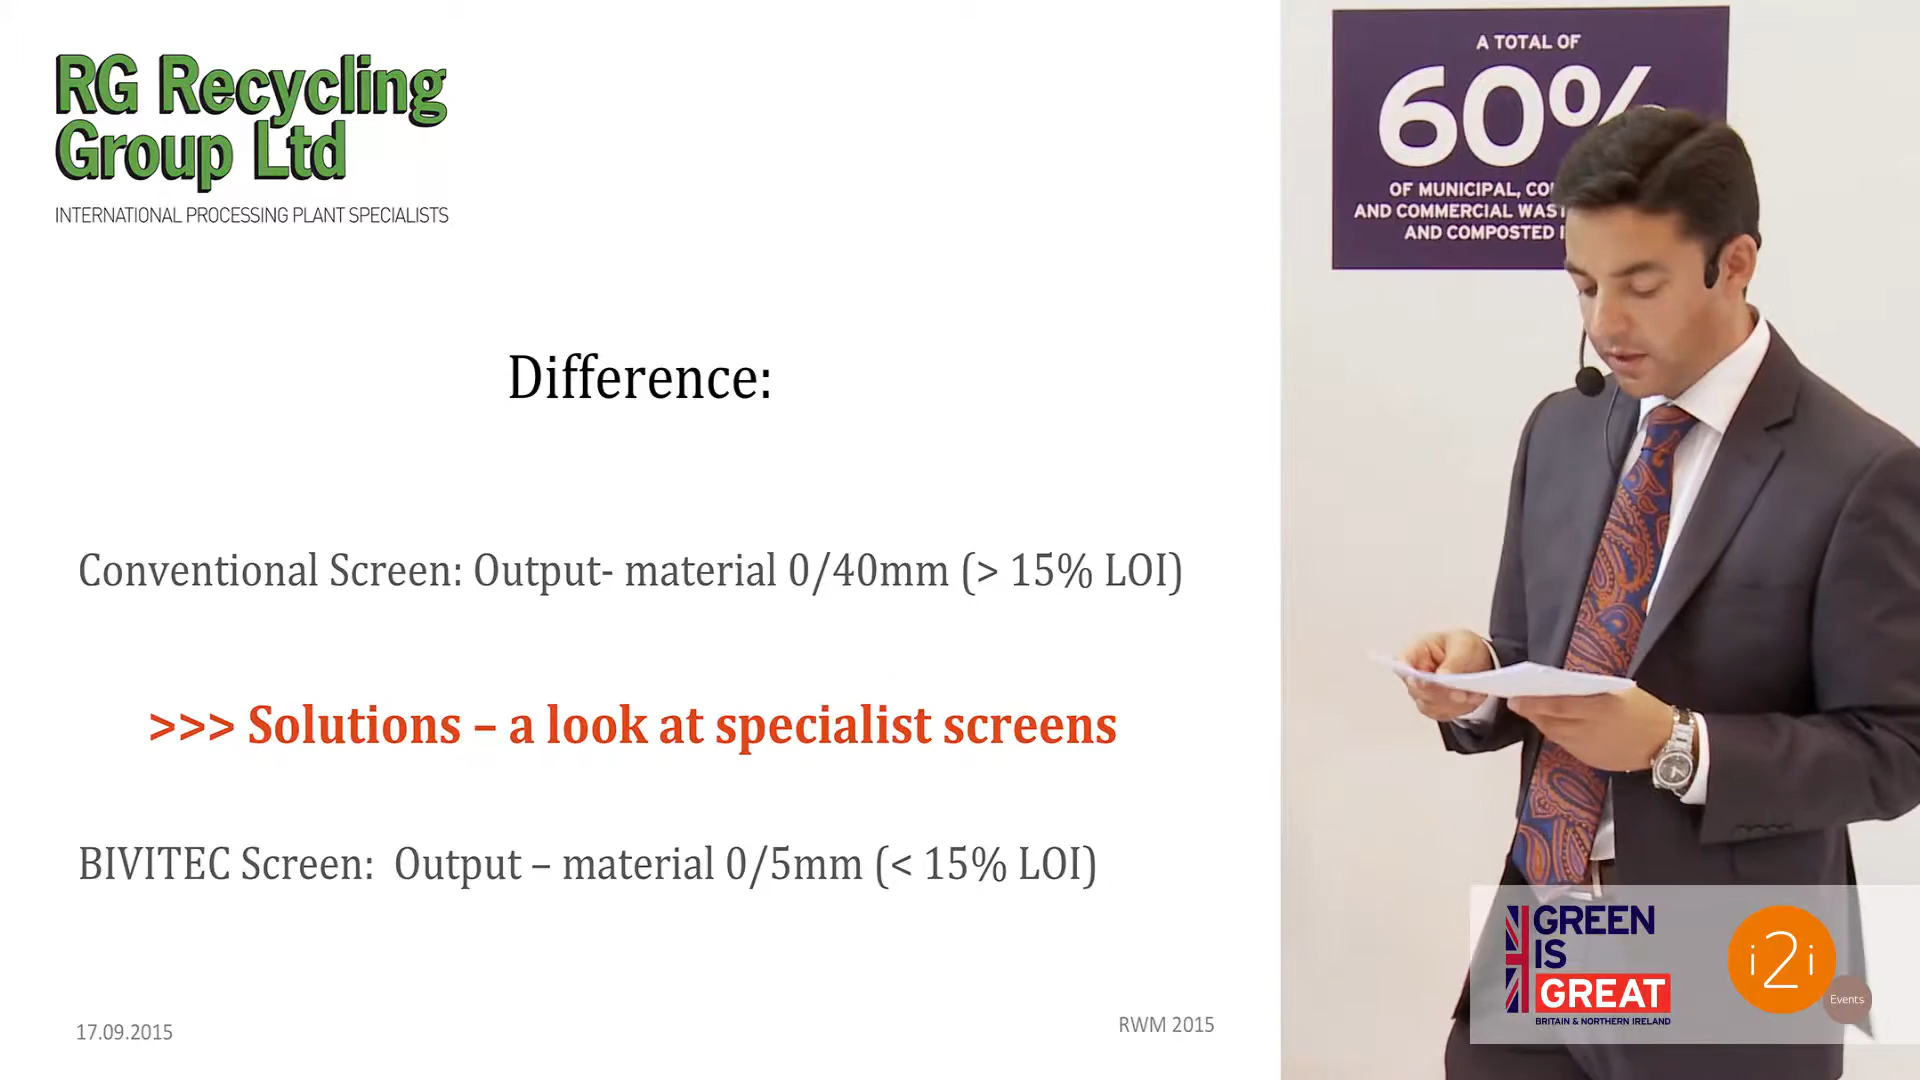 RG Recycling
Group Ltd
INTERNATIONAL PROCESSING PLANT SPECIALISTS
Difference:
Conventional Screen: Output- material 0/40mm (> 15% LOI)
>>> Solutions – a look at specialist screens
BIVITEC Screen: Output – material 0/5mm (< 15% LOI)
17.09.2015
RWM 2015
A TOTAL OF
60%
OF MUNICIPAL,
AND COMMERCIAL
AND COMPOSTED
GREEN
IS
GREAT
BRITAIN & NORTHERN IRELAND
i2i
Events